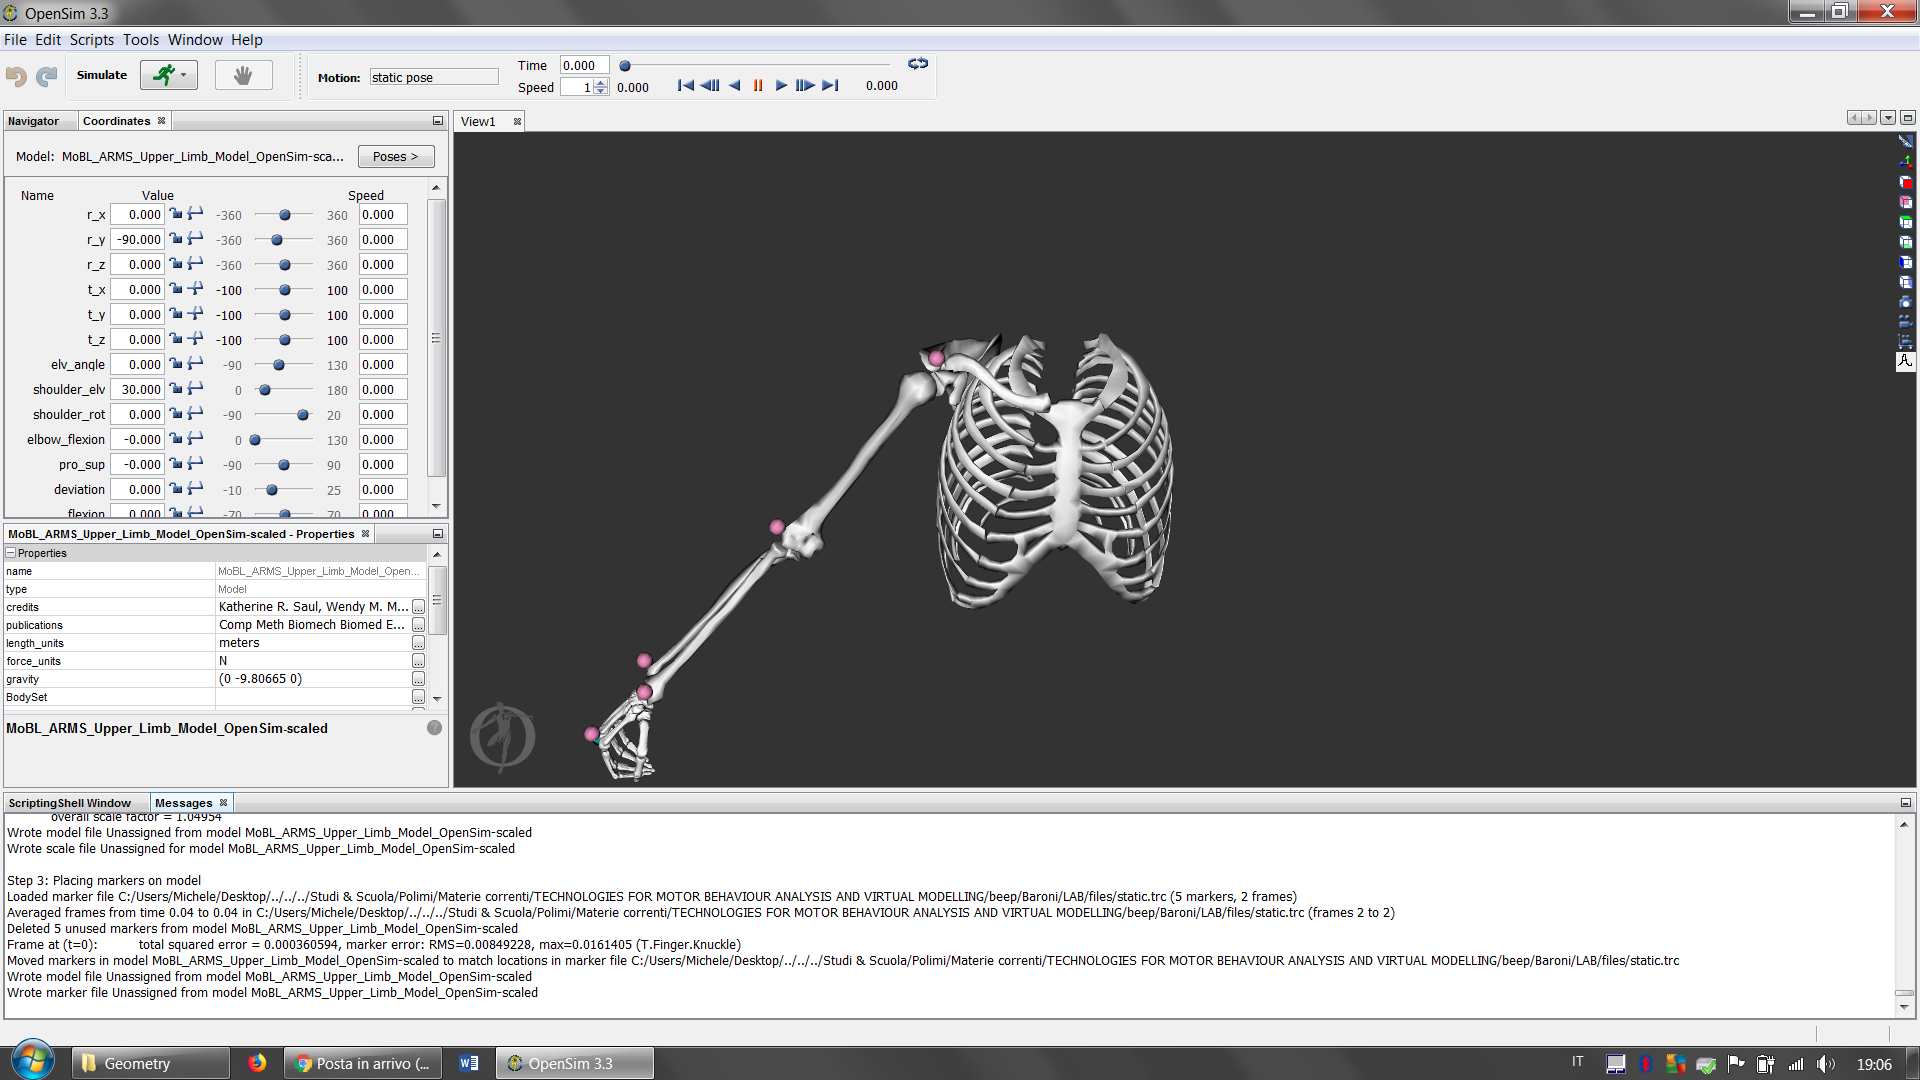 OpenSim 3.3
File Edit Scripts Tools Window Help
Simulate
Motion: static pose
Time 0.000
Speed 1 0.000 0.000
Navigator Coordinates
Model: MoBL_ARMS_Upper_Limb_Model_OpenSim-sca... Poses >
Name Value Speed
r_x 0.000 -360 360 0.000
r_y -90.000 -360 360 0.000
r_z 0.000 -360 360 0.000
t_x 0.000 -100 100 0.000
t_y 0.000 -100 100 0.000
t_z 0.000 -100 100 0.000
elv_angle 0.000 -90 130 0.000
shoulder_elv 30.000 0 180 0.000
shoulder_rot 0.000 -90 20 0.000
elbow_flexion -0.000 0 130 0.000
pro_sup -0.000 -90 90 0.000
deviation 0.000 -10 25 0.000
flexion 0.000 -70 70 0.000
MoBL_ARMS_Upper_Limb_Model_OpenSim-scaled - Properties
Properties
name MoBL_ARMS_Upper_Limb_Model_Open...
type Model
credits Katherine R. Saul, Wendy M. M... ...
publications Comp Meth Biomech Biomed E... ...
length_units meters ...
force_units N ...
gravity (0 -9.80665 0) ...
BodySet ...
MoBL_ARMS_Upper_Limb_Model_OpenSim-scaled ?
View1
ScriptingShell Window Messages
overall scale factor = 1.04954
Wrote model file Unassigned from model MoBL_ARMS_Upper_Limb_Model_OpenSim-scaled
Wrote scale file Unassigned for model MoBL_ARMS_Upper_Limb_Model_OpenSim-scaled
Step 3: Placing markers on model
Loaded marker file C:/Users/Michele/Desktop/../../../Studi & Scuola/Polimi/Materie correnti/TECHNOLOGIES FOR MOTOR BEHAVIOUR ANALYSIS AND VIRTUAL MODELLING/beep/Baroni/LAB/files/static.trc (5 markers, 2 frames)
Averaged frames from time 0.04 to 0.04 in C:/Users/Michele/Desktop/../../../Studi & Scuola/Polimi/Materie correnti/TECHNOLOGIES FOR MOTOR BEHAVIOUR ANALYSIS AND VIRTUAL MODELLING/beep/Baroni/LAB/files/static.trc (frames 2 to 2)
Deleted 5 unused markers from model MoBL_ARMS_Upper_Limb_Model_OpenSim-scaled
Frame at (t=0): total squared error = 0.000360594, marker error: RMS=0.00849228, max=0.0161405 (T.Finger.Knuckle)
Moved markers in model MoBL_ARMS_Upper_Limb_Model_OpenSim-scaled to match locations in marker file C:/Users/Michele/Desktop/../../../Studi & Scuola/Polimi/Materie correnti/TECHNOLOGIES FOR MOTOR BEHAVIOUR ANALYSIS AND VIRTUAL MODELLING/beep/Baroni/LAB/files/static.trc
Wrote model file Unassigned from model MoBL_ARMS_Upper_Limb_Model_OpenSim-scaled
Wrote marker file Unassigned from model MoBL_ARMS_Upper_Limb_Model_OpenSim-scaled
Geometry Posta in arrivo (... OpenSim 3.3 IT 19:06